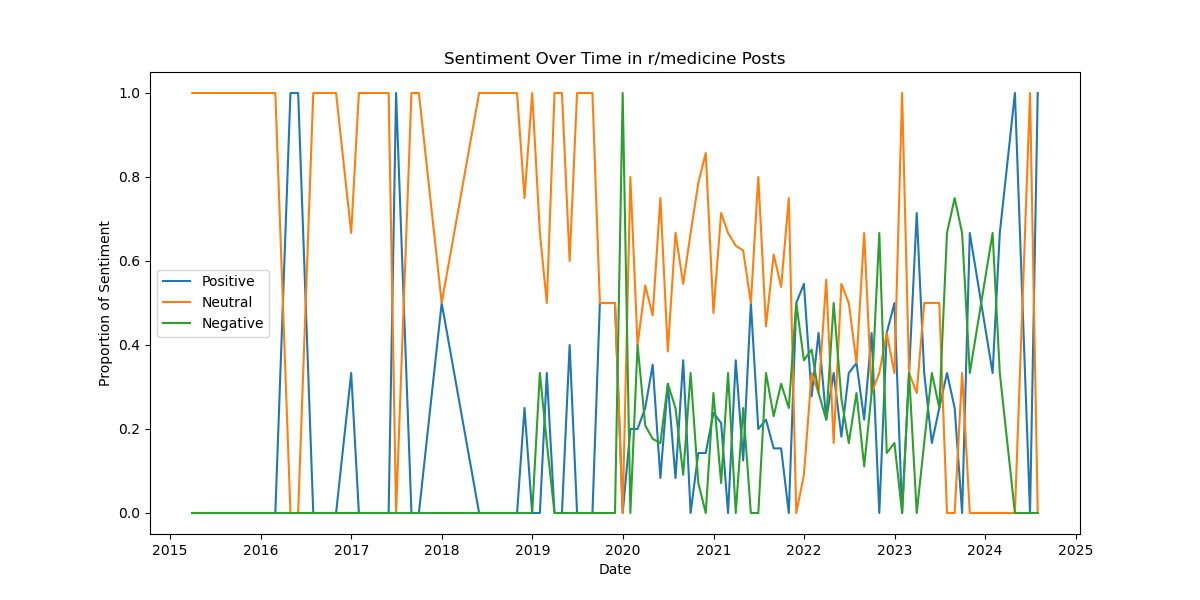 Sentiment Over Time in r/medicine Posts
Proportion of Sentiment
1.0
0.8
0.6
0.4
0.2
0.0
Positive
Neutral
Negative
2015 2016 2017 2018 2019 2020 2021 2022 2023 2024 2025
Date